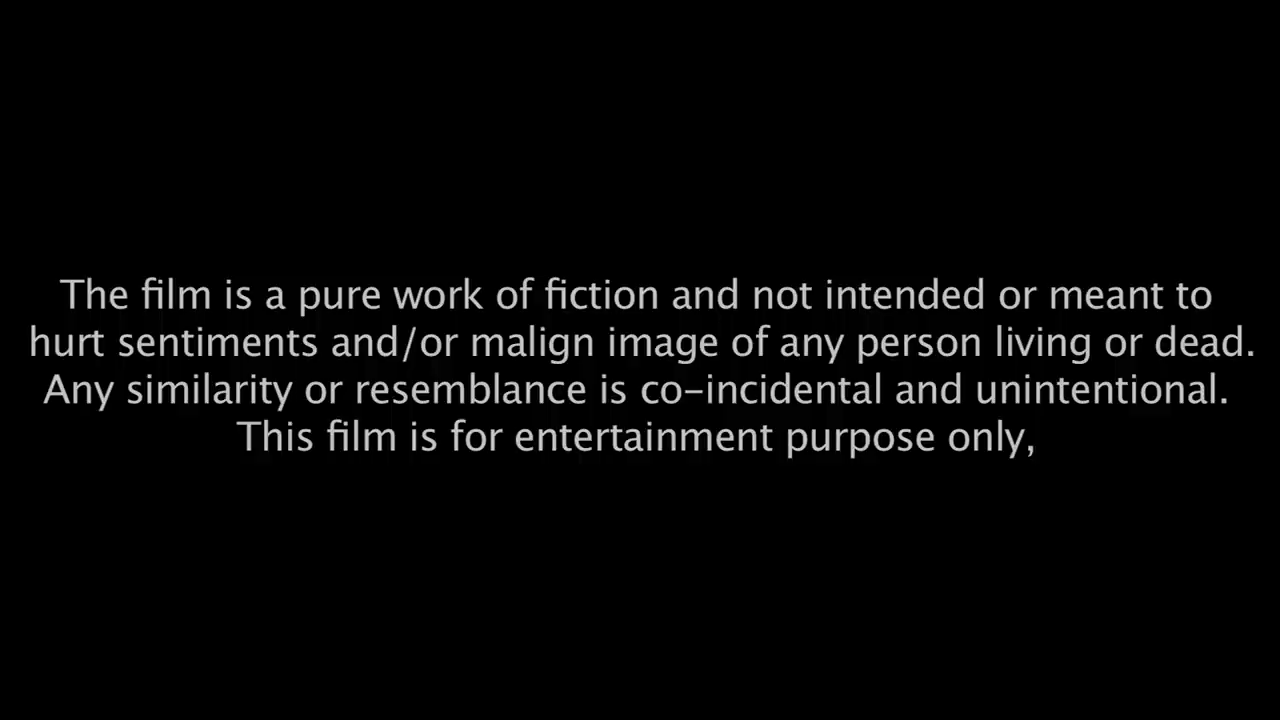 The film is a pure work of fiction and not intended or meant to
hurt sentiments and/or malign image of any person living or dead.
Any similarity or resemblance is co-incidental and unintentional.
This film is for entertainment purpose only,